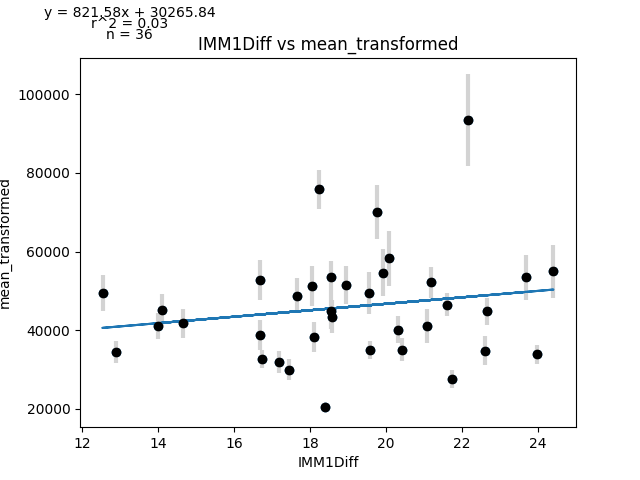 y = 821.58x + 30265.84
r^2 = 0.03
n = 36
IMM1Diff vs mean_transformed
mean_transformed
100000
80000
60000
40000
20000
12 14 16 18 20 22 24
IMM1Diff